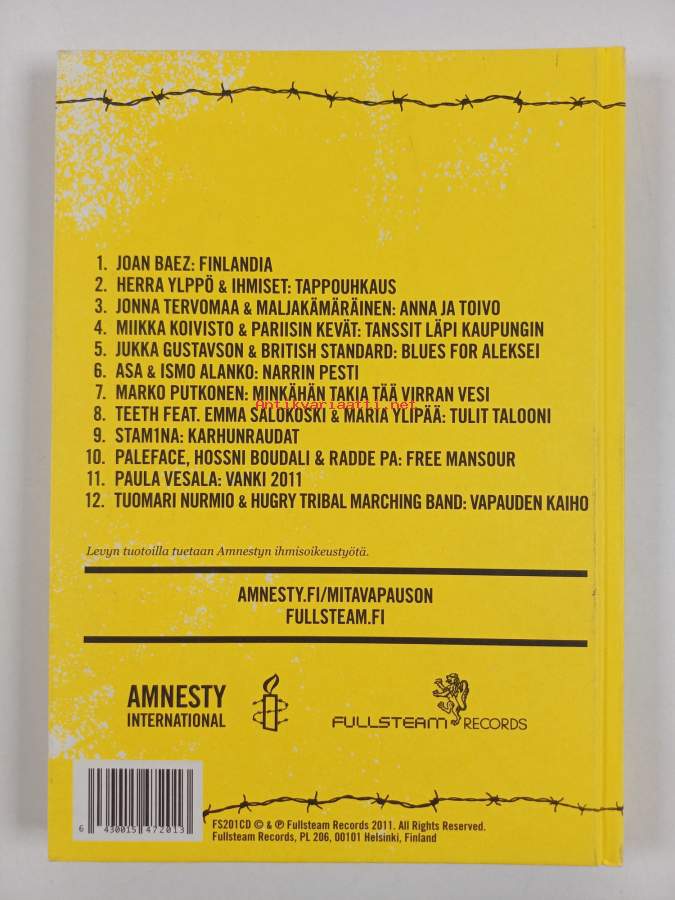 1. JOAN BAEZ: FINLANDIA
2. HERRA YLPPÖ & IHMISET: TAPPOUHKAUS
3. JONNA TERVOMAA & MALJAKÄMÄRÄINEN: ANNA JA TOIVO
4. MIIKKA KOIVISTO & PARIISIN KEVÄT: TANSSIT LÄPI KAUPUNGIN
5. JUKKA GUSTAVSON & BRITISH STANDARD: BLUES FOR ALEKSEI
6. ASA & ISMO ALANKO: NARRIN PESTI
7. MARKO PUTKONEN: MINKÄHÄN TAKIA TÄÄ VIRRAN VESI
Antikvariaatti.net
8. TEETH FEAT. EMMA SALOKOSKI & MARIA YLIPÄÄ: TULIT TALOONI
9. STAM1NA: KARHUNRAUDAT
10. PALEFACE, HOSSNI BOUDALI & RADDE PA: FREE MANSOUR
11. PAULA VESALA: VANKI 2011
12. TUOMARI NURMIO & HUGRY TRIBAL MARCHING BAND: VAPAUDEN KAIHO
Levyn tuotoilla tuetaan Amnestyn ihmisoikeustyötä.
AMNESTY.FI/MITAVAPAUSON
FULLSTEAM.FI
AMNESTY
INTERNATIONAL
FULLSTEAM RECORDS
6 430015 472013
FS201CD © & ℗ Fullsteam Records 2011. All Rights Reserved.
Fullsteam Records, PL 206, 00101 Helsinki, Finland